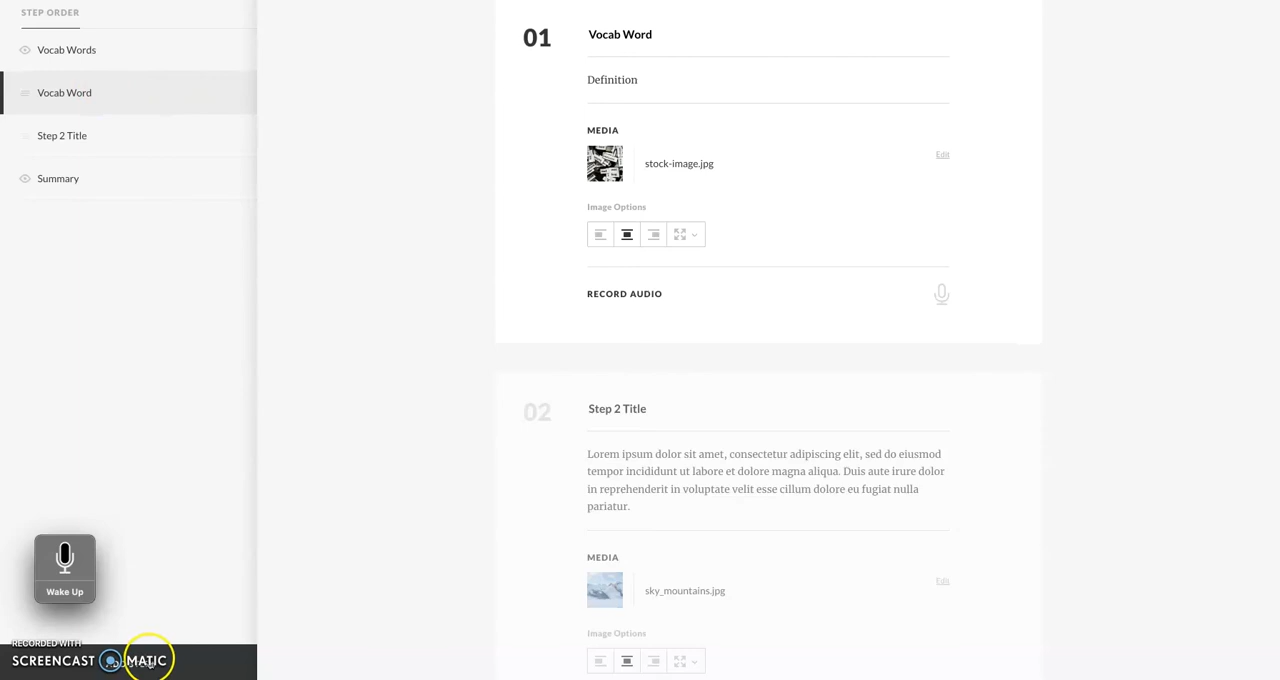 STEP ORDER
Vocab Words
Vocab Word
Step 2 Title
Summary
01
Vocab Word
Definition
MEDIA
stock-image.jpg
Edit
Image Options
RECORD AUDIO
02
Step 2 Title
Lorem ipsum dolor sit amet, consectetur adipiscing elit, sed do eiusmod
tempor incididunt ut labore et dolore magna aliqua. Duis aute irure dolor
in reprehenderit in voluptate velit esse cillum dolore eu fugiat nulla
pariatur.
MEDIA
sky_mountains.jpg
Edit
Image Options
Wake Up
RECORDED WITH
SCREENCAST MATIC